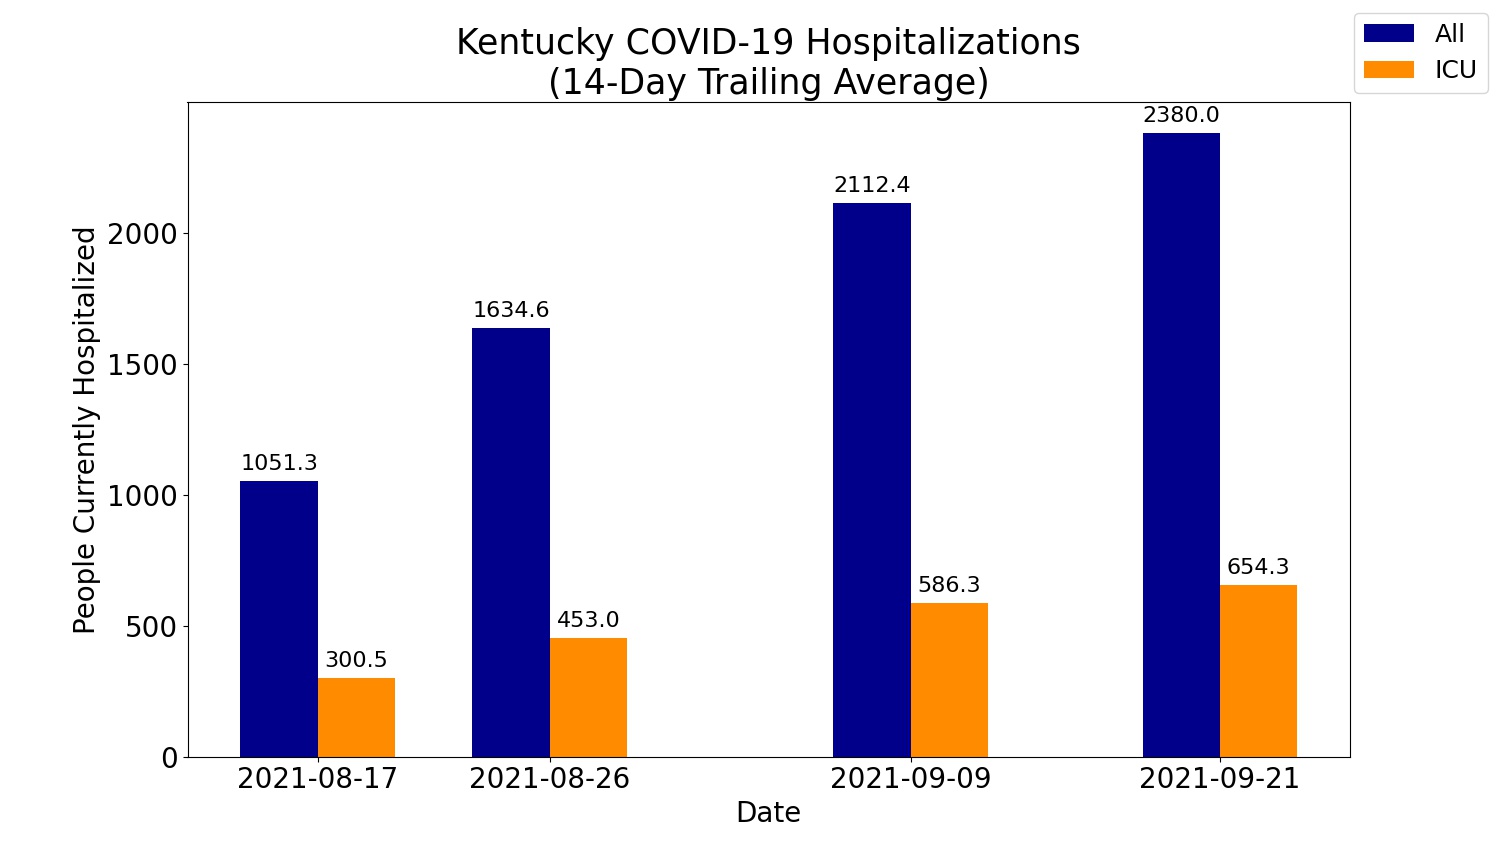 Kentucky COVID-19 Hospitalizations
(14-Day Trailing Average)
All
ICU
People Currently Hospitalized
2000
1500
1000
500
0
1051.3
300.5
1634.6
453.0
2112.4
586.3
2380.0
654.3
2021-08-17
2021-08-26
2021-09-09
2021-09-21
Date